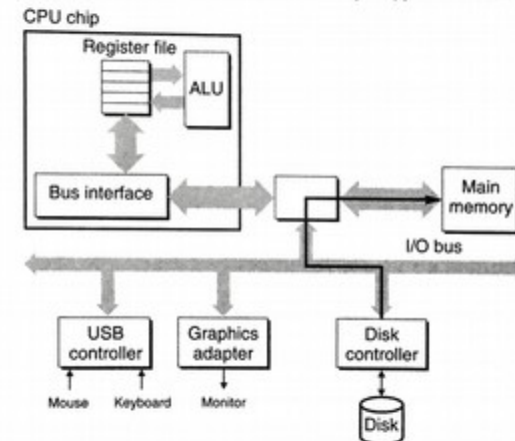 CPU chip
Register file
ALU
Bus interface
Main
memory
I/O bus
USB
controller
Graphics
adapter
Disk
controller
Mouse
Keyboard
Monitor
Disk